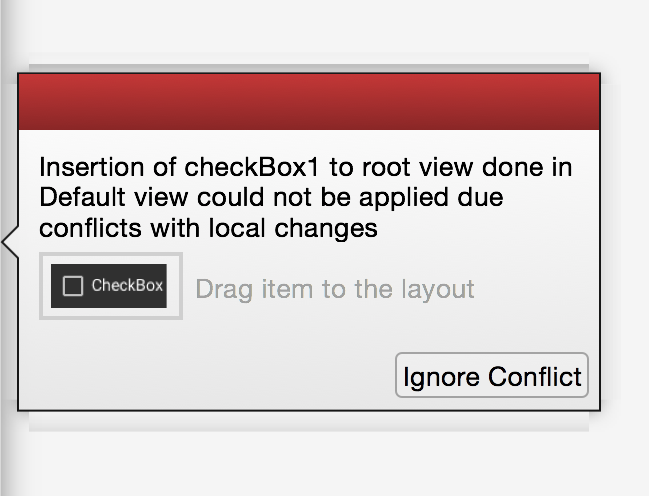 Insertion of checkBox1 to root view done in
Default view could not be applied due
conflicts with local changes
CheckBox
Drag item to the layout
Ignore Conflict